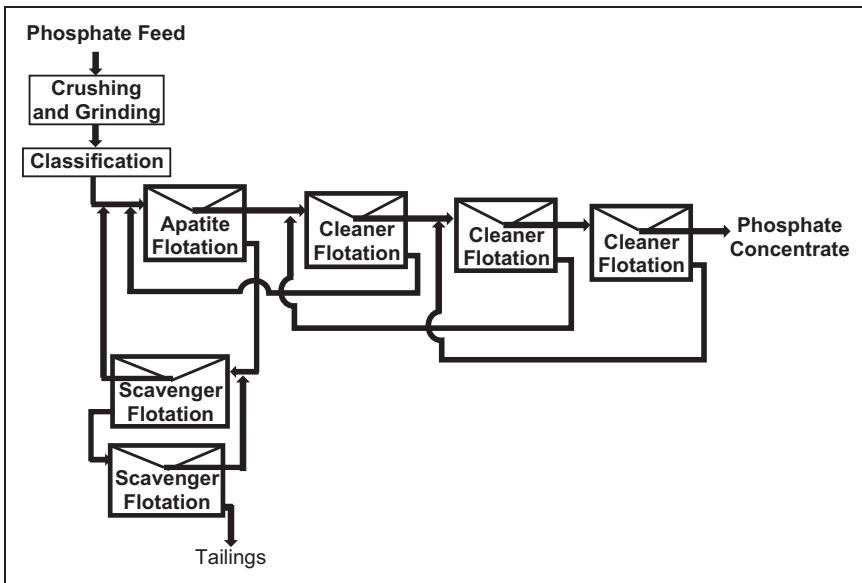 Phosphate Feed
Crushing
and Grinding
Classification
Apatite
Flotation
Cleaner
Flotation
Cleaner
Flotation
Cleaner
Flotation
Phosphate
Concentrate
Scavenger
Flotation
Scavenger
Flotation
Tailings